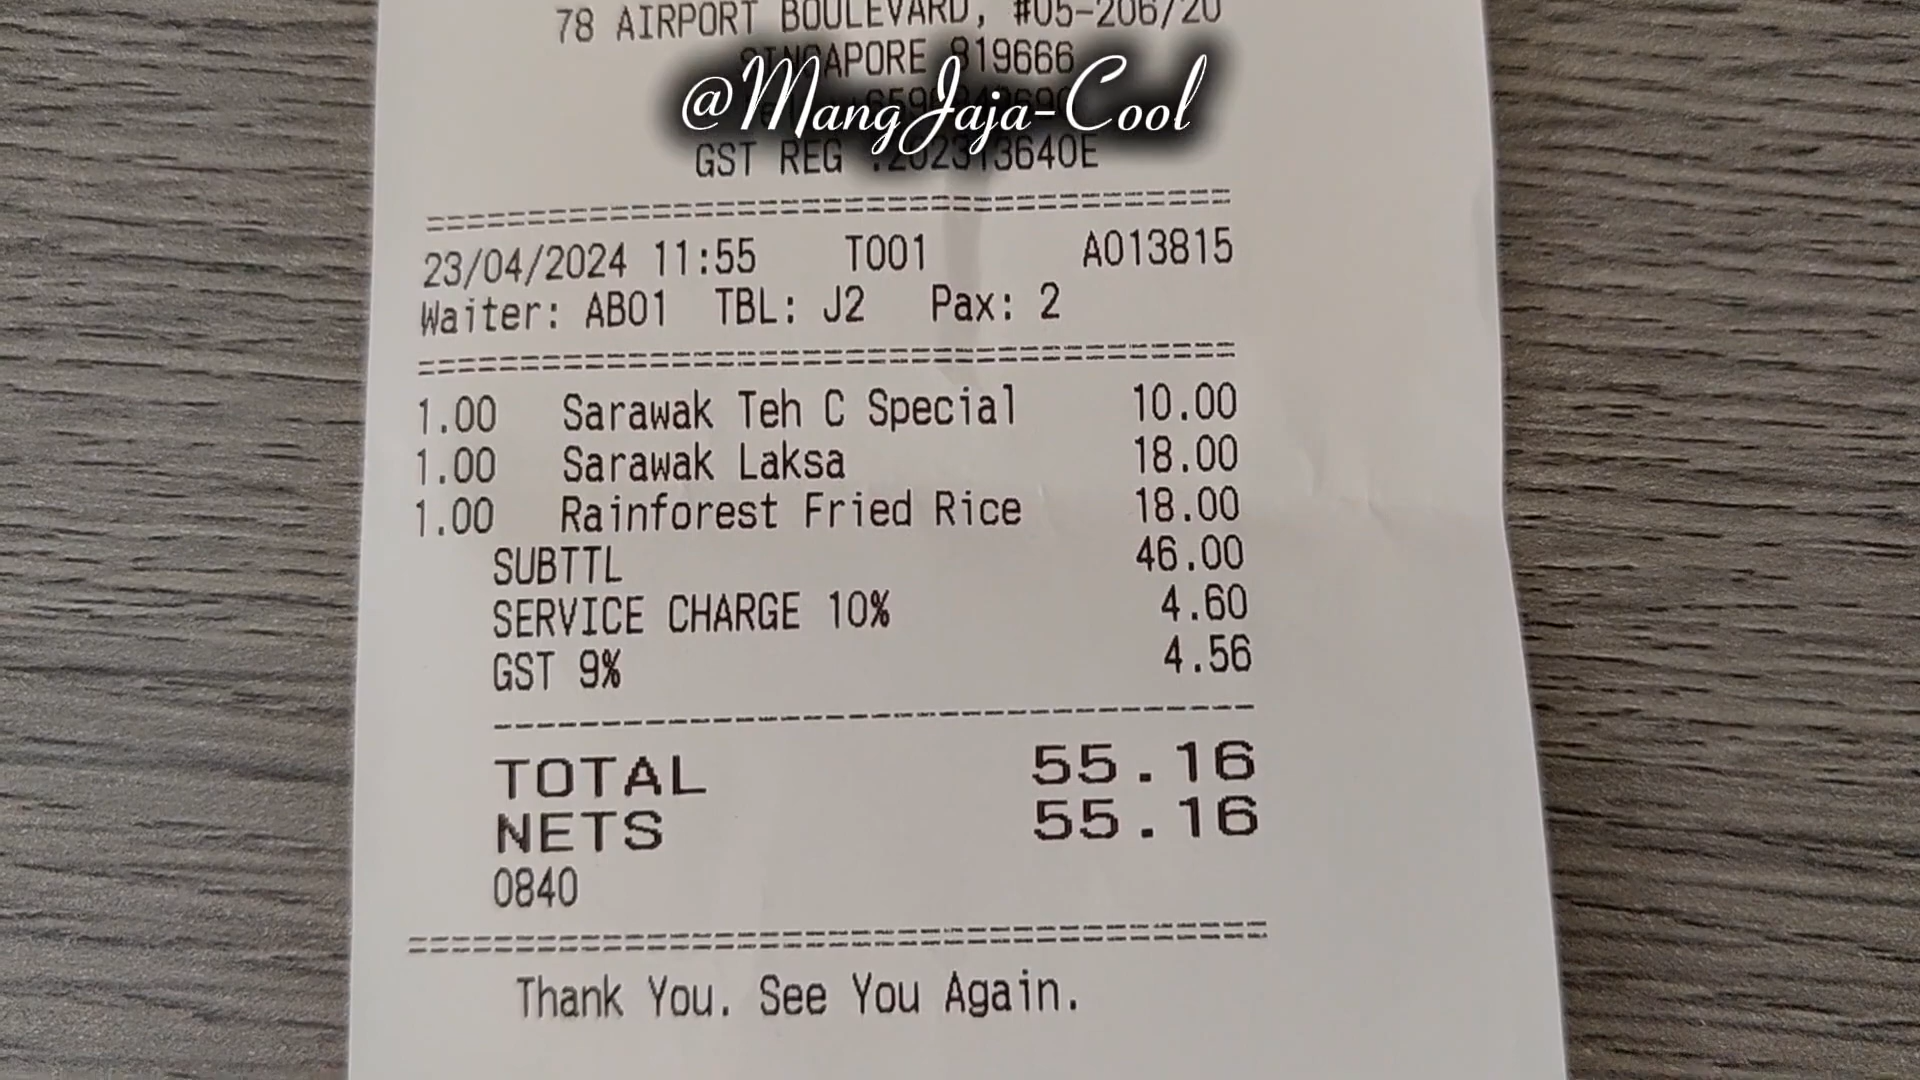 78 AIRPORT BOULEVARD, #05-206/20
SINGAPORE 819666
@MangJaja-Cool
GST REG :202313640E
23/04/2024 11:55 T001 A013815
Waiter: AB01 TBL: J2 Pax: 2
1.00 Sarawak Teh C Special 10.00
1.00 Sarawak Laksa 18.00
1.00 Rainforest Fried Rice 18.00
SUBTTL 46.00
SERVICE CHARGE 10% 4.60
GST 9% 4.56
TOTAL 55.16
NETS 55.16
0840
Thank You. See You Again.